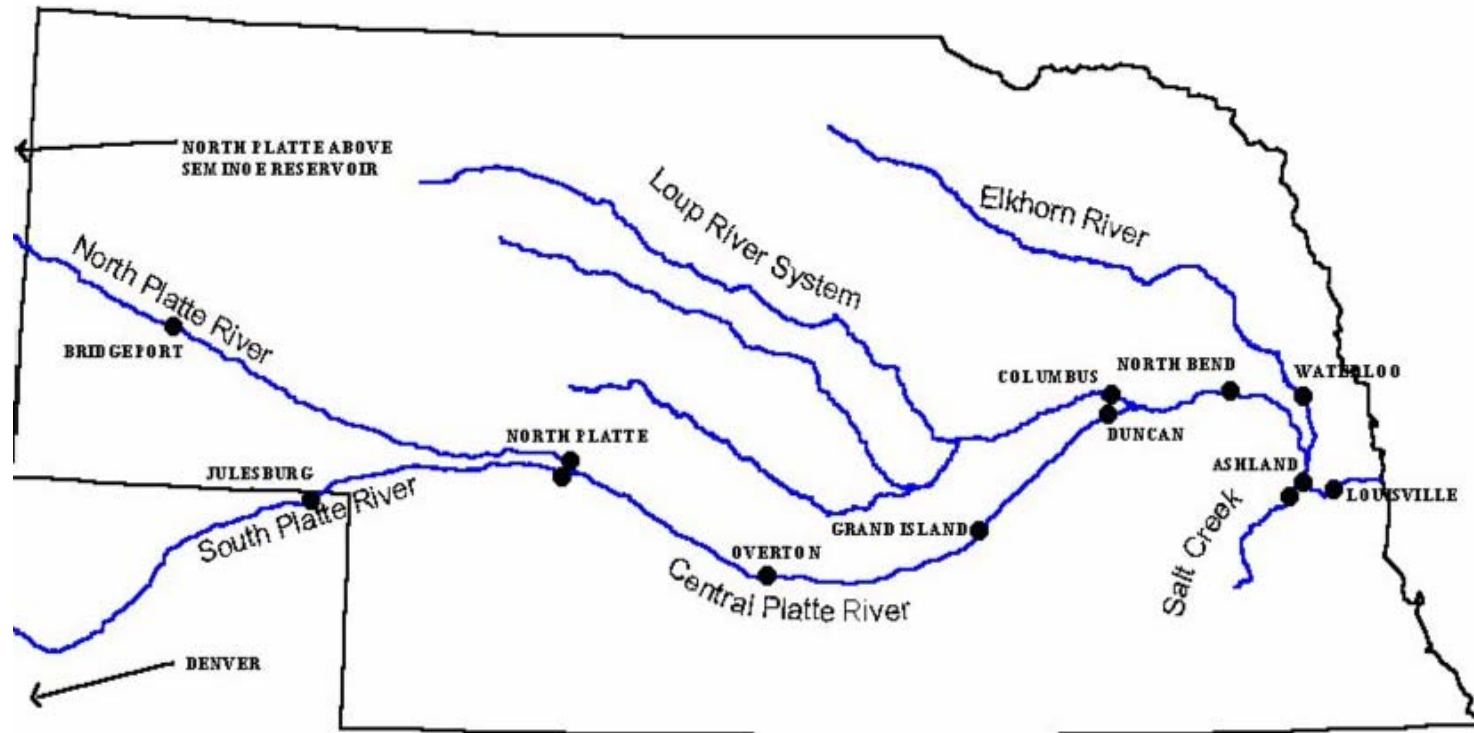 NORTH PLATTE ABOVE
SEMINOE RESERVOIR
Loup River System
Elkhorn River
North Platte River
BRIDGEPORT
COLUMBUS
NORTH BEND
WATERLOO
NORTH PLATTE
DUNCAN
JULESBURG
ASHLAND
LOUISVILLE
South Platte River
GRAND ISLAND
OVERTON
Salt Creek
Central Platte River
DENVER